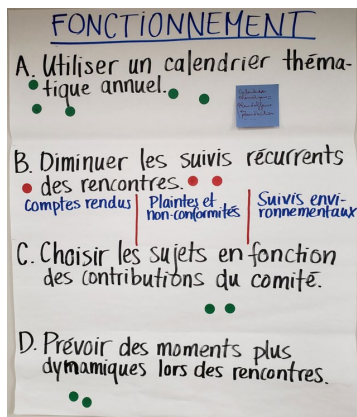 FONCTIONNEMENT
A. Utiliser un calendrier théma-
tique annuel.
B. Diminuer les suivis récurrents
des rencontres.
comptes rendus
Plaintes et
non-conformités
Suivis envi-
ronnementaux
C. Choisir les sujets en fonction
des contributions du comité.
D. Prévoir des moments plus
dynamiques lors des rencontres.